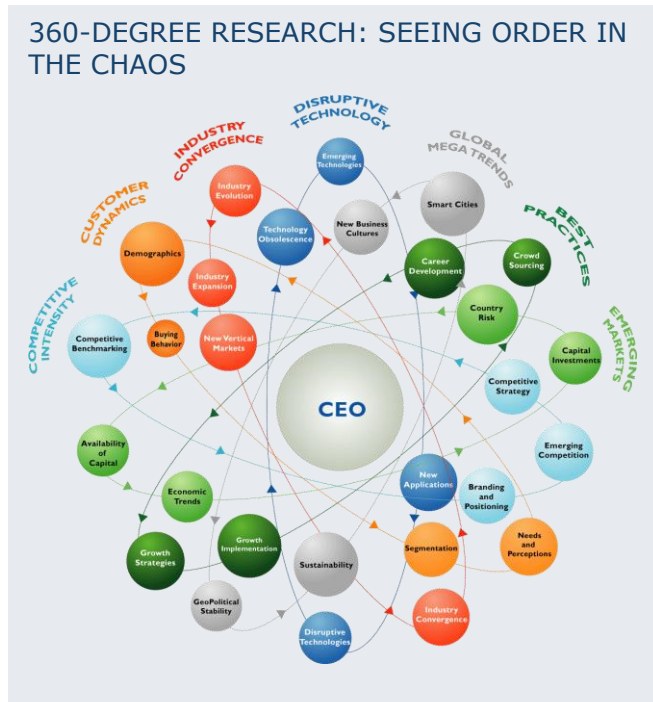 360-DEGREE RESEARCH: SEEING ORDER IN
THE CHAOS
COMPETITIVE
INTENSITY
CUSTOMER
DYNAMICS
INDUSTRY
CONVERGENCE
DISRUPTIVE
TECHNOLOGY
GLOBAL
MEGA TRENDS
BEST
PRACTICES
EMERGING
MARKETS
Emerging
Technologies
Industry
Evolution
Smart Cities
Technology
Obsolescence
New Business
Cultures
Demographics
Career
Development
Crowd
Sourcing
Industry
Expansion
Country
Risk
Competitive
Benchmarking
Buying
Behavior
New Vertical
Markets
Capital
Investments
Competitive
Strategy
CEO
Availability
of
Capital
Emerging
Competition
New
Applications
Economic
Trends
Branding
and
Positioning
Growth
Strategies
Growth
Implementation
Sustainability
Segmentation
Needs
and
Perceptions
GeoPolitical
Stability
Industry
Convergence
Disruptive
Technologies